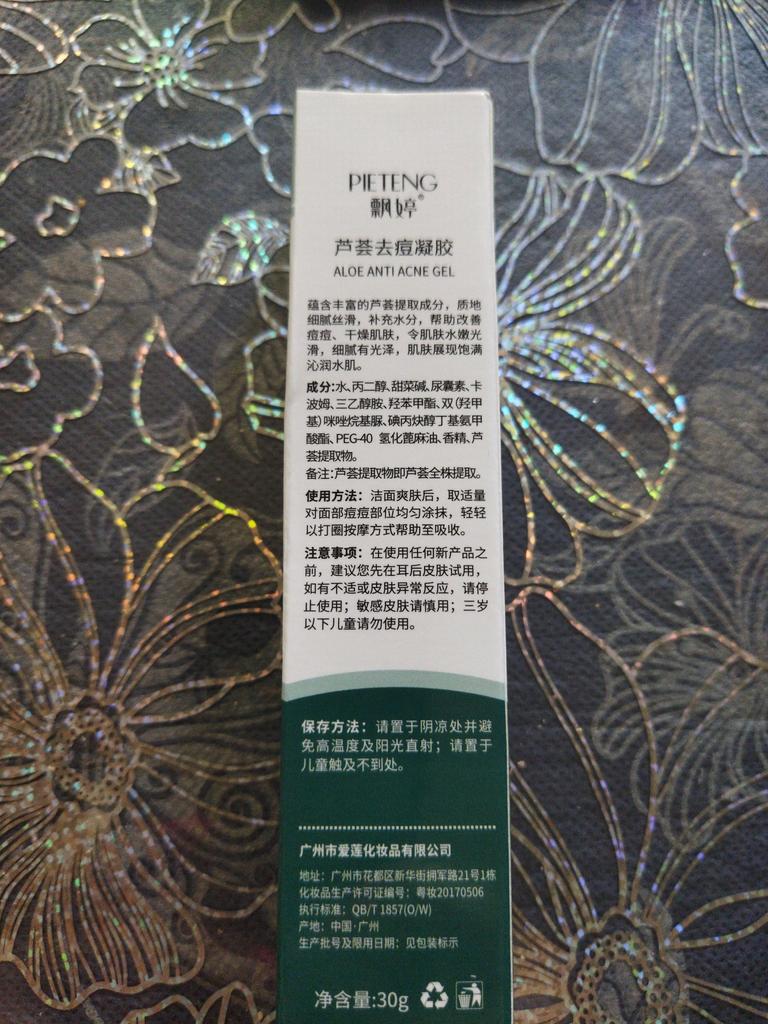 PIETENG
飘婷®
芦荟去痘凝胶
ALOE ANTI ACNE GEL
蕴含丰富的芦荟提取成分，质地
细腻丝滑，补充水分，帮助改善
痘痘、干燥肌肤，令肌肤水嫩光
滑，细腻有光泽，肌肤展现饱满
沁润水肌。
成分:水、丙二醇、甜菜碱、尿囊素、卡
波姆、三乙醇胺、羟苯甲酯、双(羟甲
基)咪唑烷基脲、碘丙炔醇丁基氨甲
酸酯、PEG-40 氢化蓖麻油、香精、芦
荟提取物。
备注:芦荟提取物即芦荟全株提取。
使用方法：洁面爽肤后，取适量
对面部痘痘部位均匀涂抹，轻轻
以打圈按摩方式帮助至吸收。
注意事项：在使用任何新产品之
前，建议您先在耳后皮肤试用，
如有不适或皮肤异常反应，请停
止使用；敏感皮肤请慎用；三岁
以下儿童请勿使用。
保存方法：请置于阴凉处并避
免高温度及阳光直射；请置于
儿童触及不到处。
广州市爱莲化妆品有限公司
地址：广州市花都区新华街拥军路21号1栋
化妆品生产许可证编号：粤妆20170506
执行标准：QB/T 1857(O/W)
产地：中国·广州
生产批号及限用日期：见包装标示
净含量:30g